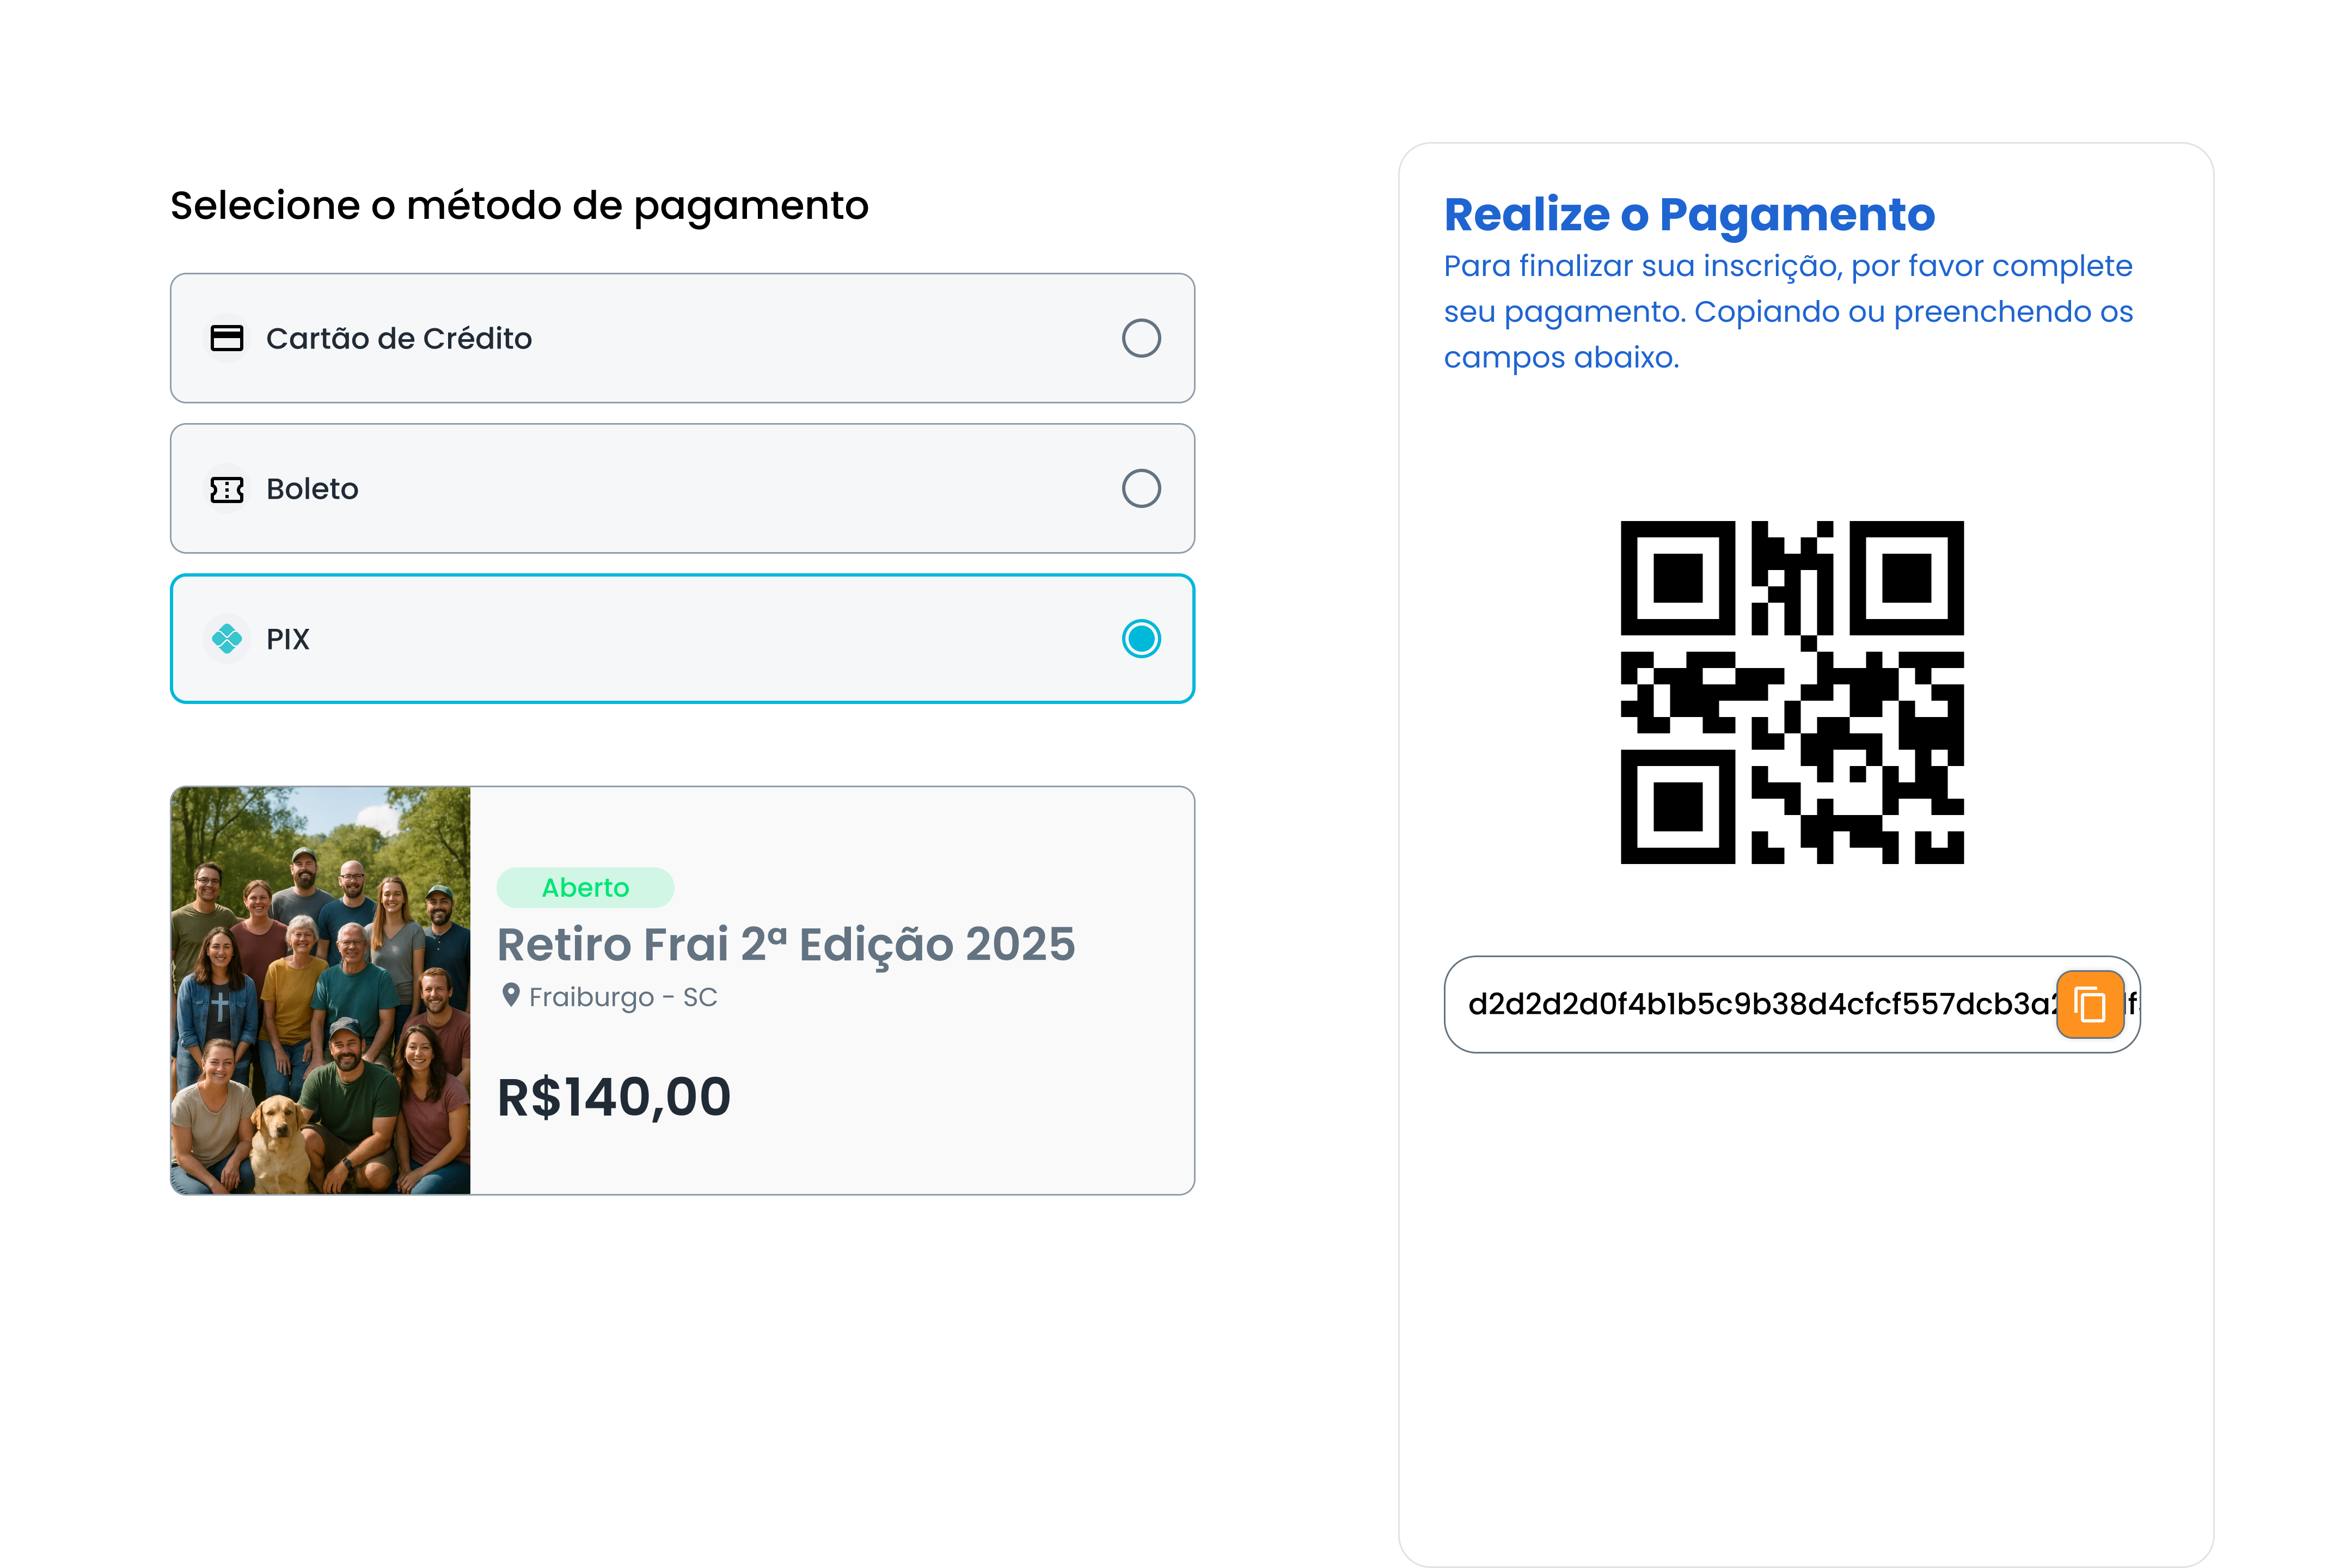 Selecione o método de pagamento
Cartão de Crédito
Boleto
PIX
Aberto
Retiro Frai 2ª Edição 2025
Fraiburgo - SC
R$140,00
Realize o Pagamento
Para finalizar sua inscrição, por favor complete
seu pagamento. Copiando ou preenchendo os
campos abaixo.
d2d2d2d0f4b1b5c9b38d4cfcf557dcb3a